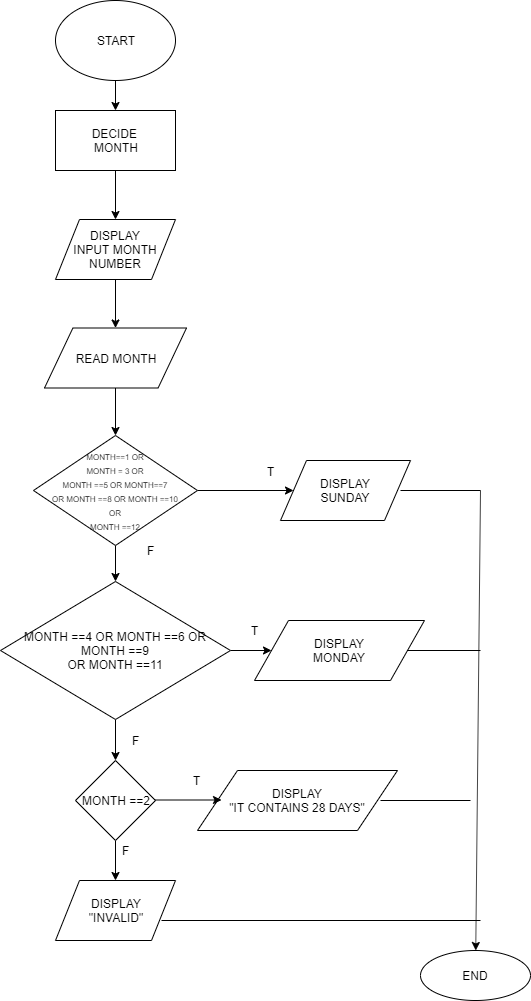 START
DECIDE
MONTH
DISPLAY
INPUT MONTH
NUMBER
READ MONTH
MONTH==1 OR
MONTH = 3 OR
MONTH ==5 OR MONTH==7
OR MONTH ==8 OR MONTH ==10
OR
MONTH ==12
T
DISPLAY
SUNDAY
F
MONTH ==4 OR MONTH ==6 OR
MONTH ==9
OR MONTH ==11
T
DISPLAY
MONDAY
F
MONTH ==2
T
DISPLAY
"IT CONTAINS 28 DAYS"
F
DISPLAY
"INVALID"
END